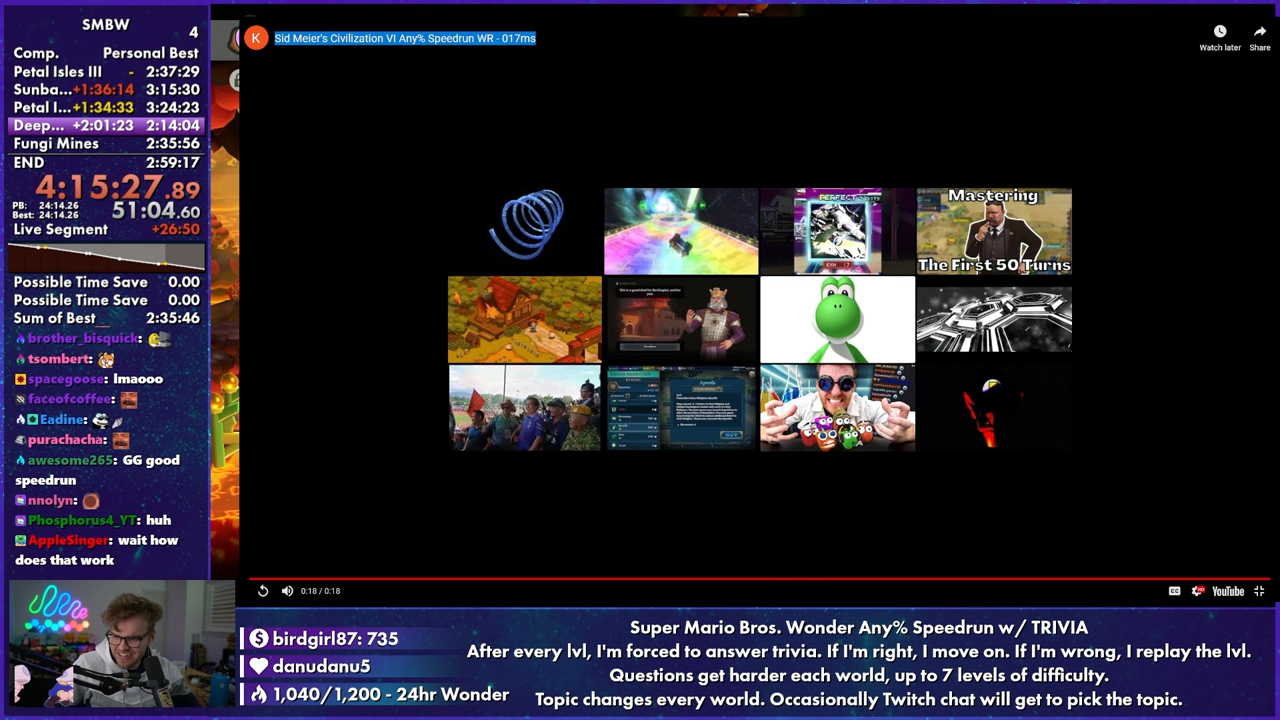 SMBW
4
Comp. Personal Best
Petal Isles III - 2:37:29
Sunba...+1:36:14 3:15:30
Petal I...+1:34:33 3:24:23
Deep... +2:01:23 2:14:04
Fungi Mines 2:35:56
END 2:59:17
4:15:27.89
PB: 24:14.26
Best: 24:14.26
51:04.60
Live Segment +26:50
Possible Time Save 0.00
Possible Time Save 0.00
Sum of Best 2:35:46
brother_bisquick:
tsombert:
spacegoose: lmaooo
faceofcoffee:
Eadine:
purachacha:
awesome265: GG good
speedrun
nnolyn:
Phosphorus4_YT: huh
AppleSinger: wait how
does that work
K
Sid Meier's Civilization VI Any% Speedrun WR - 017ms
Watch later
Share
PERFECT
Mastering
The First 50 Turns
0:18 / 0:18
CC
YouTube
birdgirl87: 735
danudanu5
1,040/1,200 - 24hr Wonder
Super Mario Bros. Wonder Any% Speedrun w/ TRIVIA
After every lvl, I'm forced to answer trivia. If I'm right, I move on. If I'm wrong, I replay the lvl.
Questions get harder each world, up to 7 levels of difficulty.
Topic changes every world. Occasionally Twitch chat will get to pick the topic.